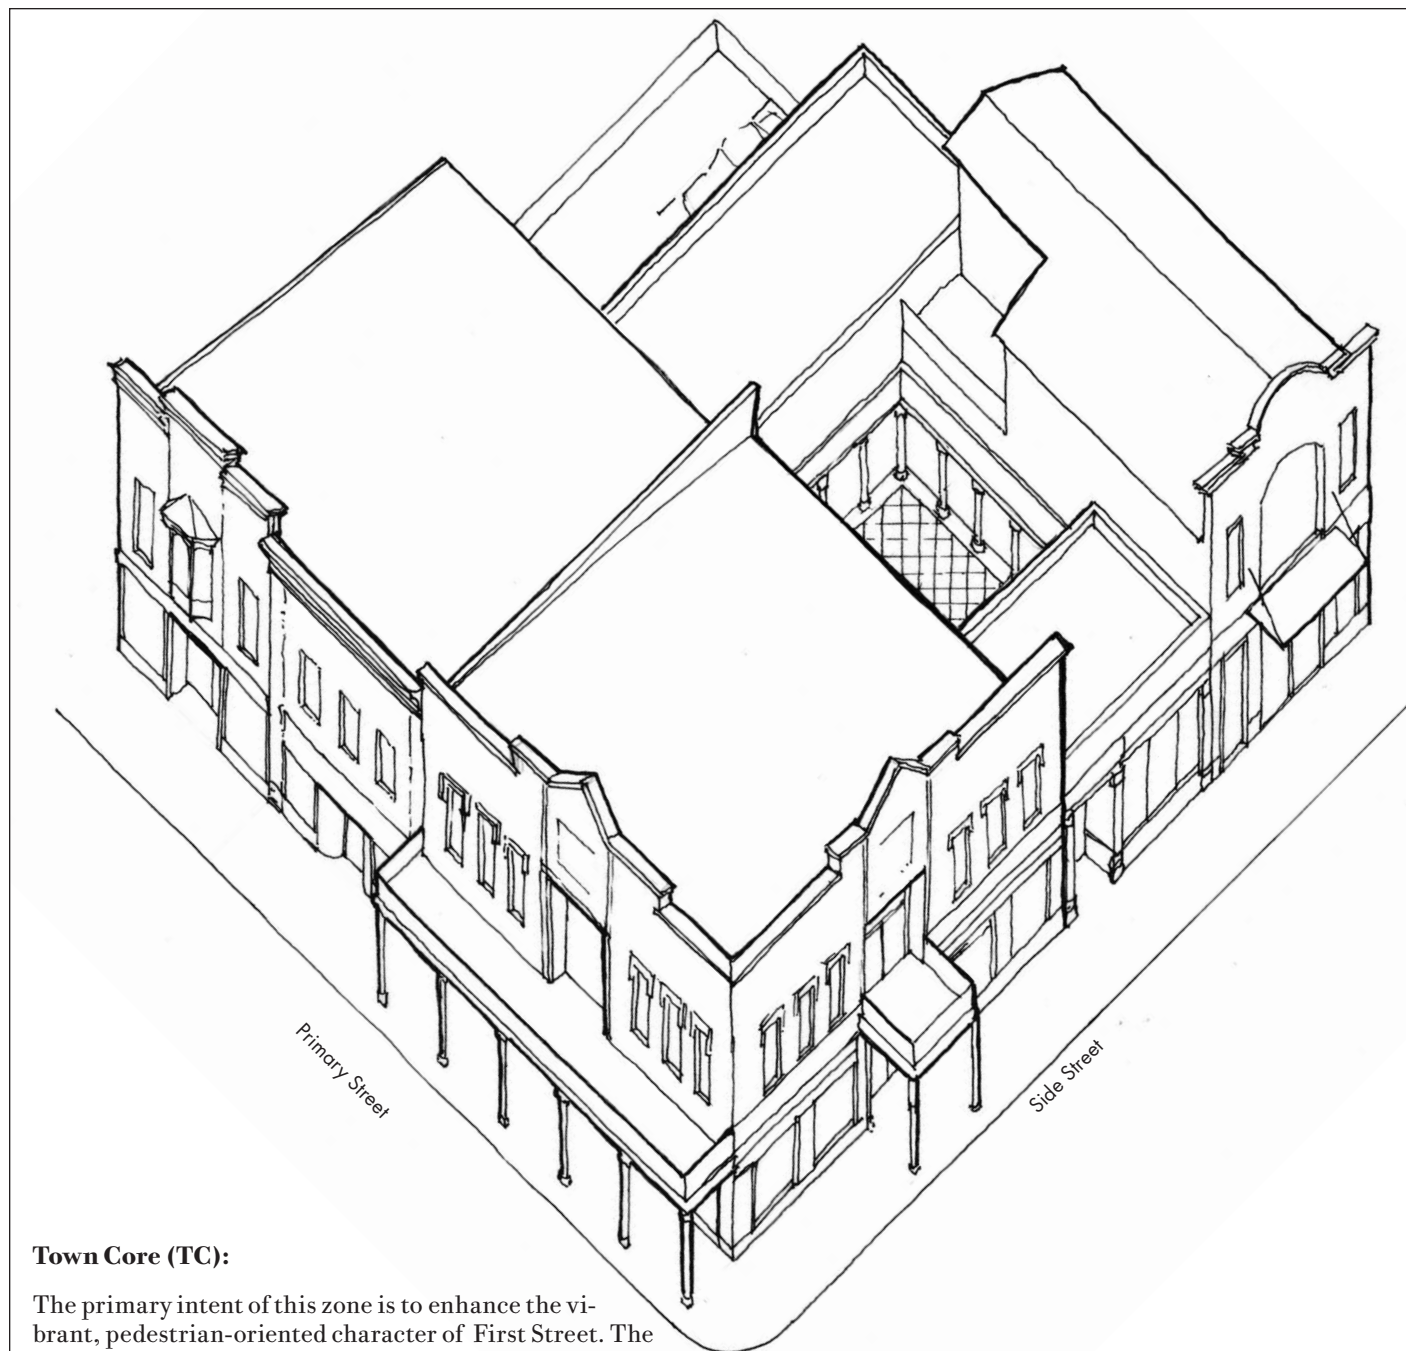 Primary Street
Side Street
Town Core (TC):
The primary intent of this zone is to enhance the vi-
brant, pedestrian-oriented character of First Street. The